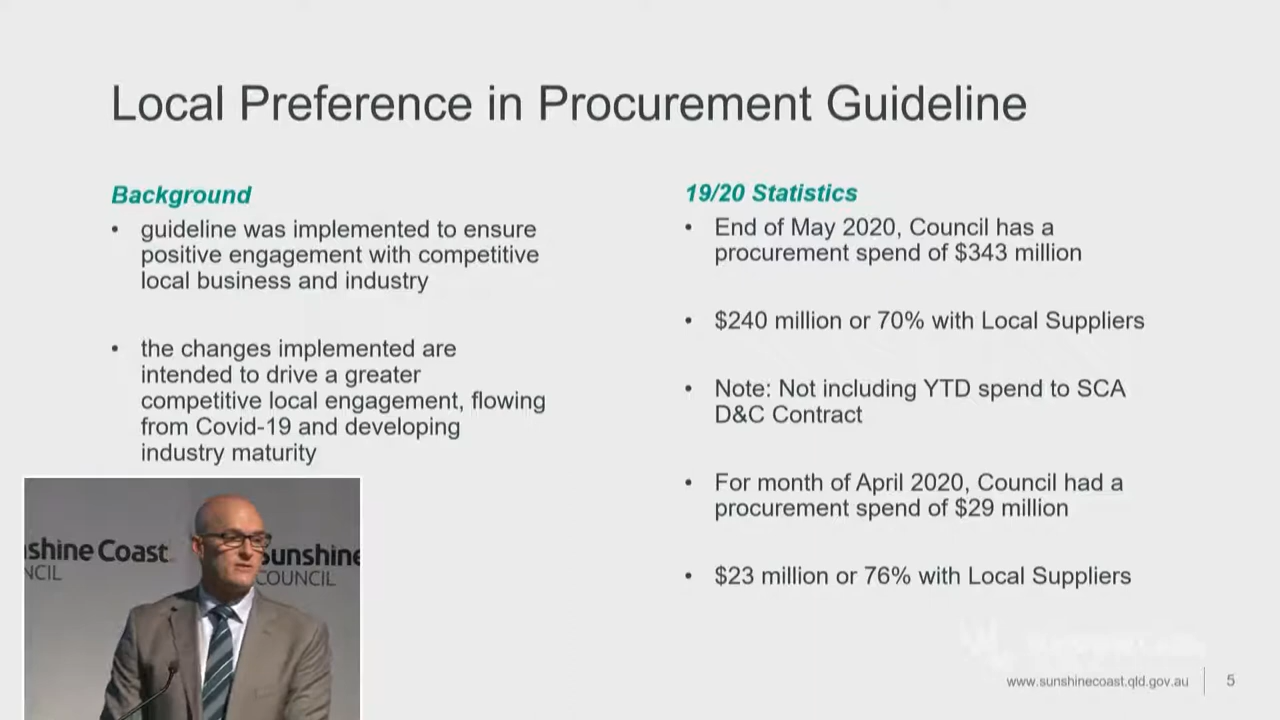 Local Preference in Procurement Guideline
Background
• guideline was implemented to ensure
positive engagement with competitive
local business and industry
• the changes implemented are
intended to drive a greater
competitive local engagement, flowing
from Covid-19 and developing
industry maturity
19/20 Statistics
• End of May 2020, Council has a
procurement spend of $343 million
• $240 million or 70% with Local Suppliers
• Note: Not including YTD spend to SCA
D&C Contract
• For month of April 2020, Council had a
procurement spend of $29 million
• $23 million or 76% with Local Suppliers
shine Coast
NCIL
Sunshine
COUNCIL
www.sunshinecoast.qld.gov.au
5